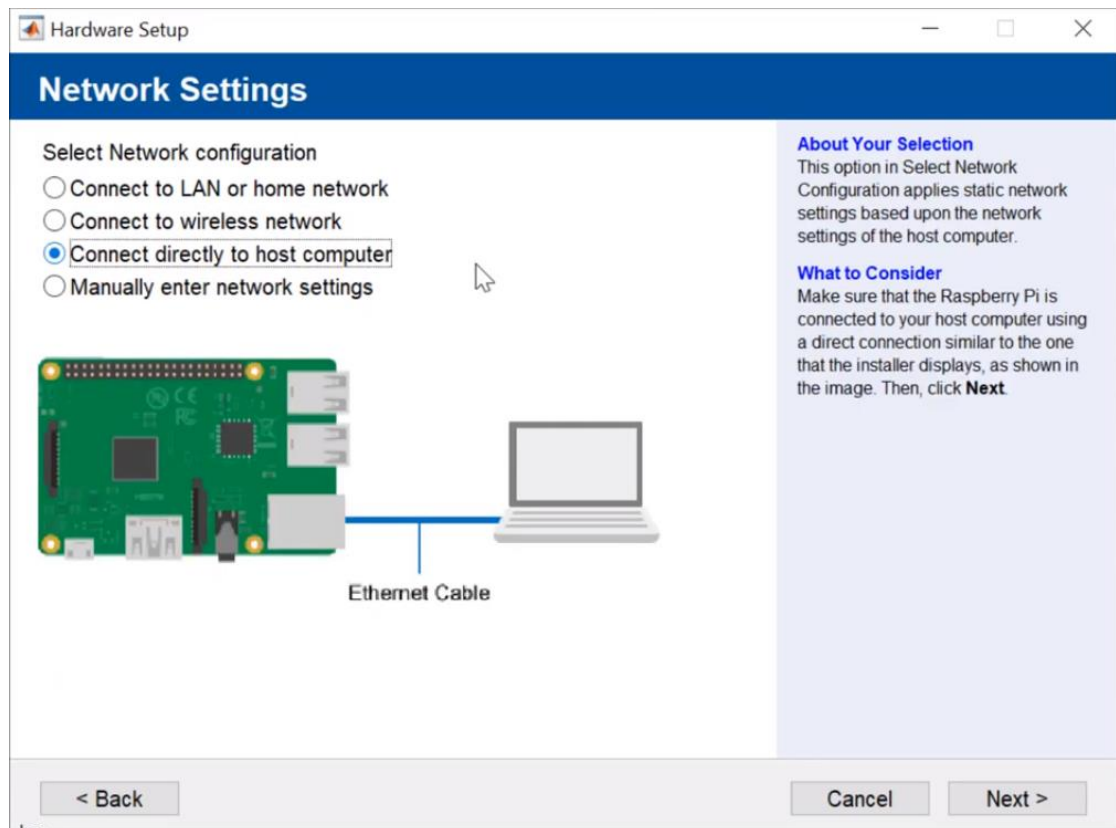 Hardware Setup
Network Settings
Select Network configuration
Connect to LAN or home network
Connect to wireless network
Connect directly to host computer
Manually enter network settings
Ethernet Cable
About Your Selection
This option in Select Network
Configuration applies static network
settings based upon the network
settings of the host computer.
What to Consider
Make sure that the Raspberry Pi is
connected to your host computer using
a direct connection similar to the one
that the installer displays, as shown in
the image. Then, click Next.
< Back
Cancel
Next >